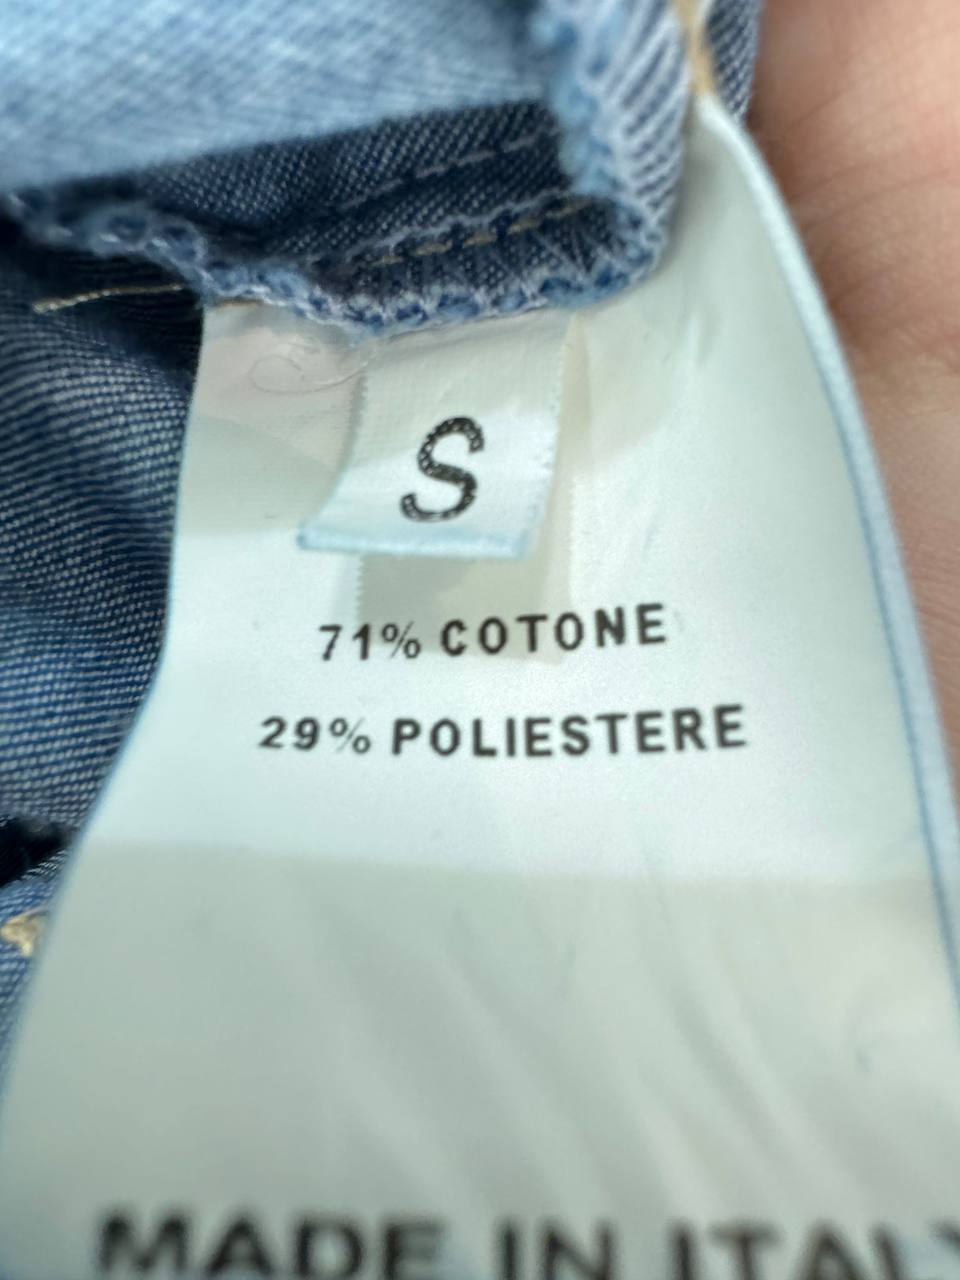 S
71% COTONE
29% POLIESTERE
MADE IN ITALY